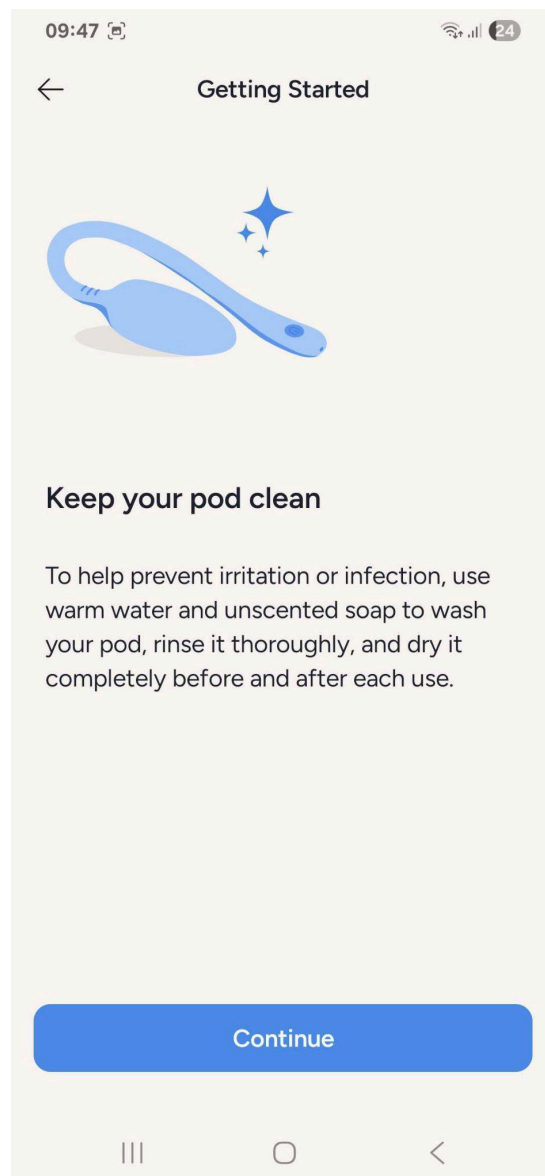 09:47
24
Getting Started
Keep your pod clean
To help prevent irritation or infection, use
warm water and unscented soap to wash
your pod, rinse it thoroughly, and dry it
completely before and after each use.
Continue